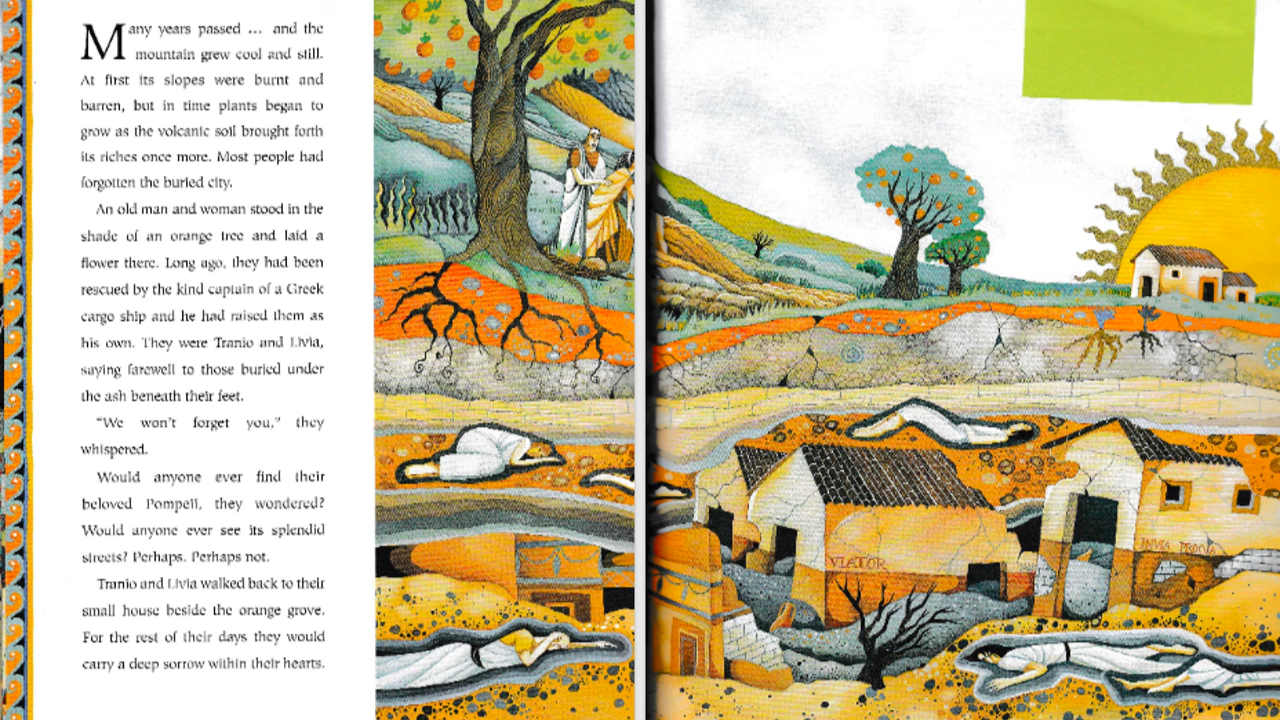 Many years passed ... and the
mountain grew cool and still.
At first its slopes were burnt and
barren, but in time plants began to
grow as the volcanic soil brought forth
its riches once more. Most people had
forgotten the buried city.
An old man and woman stood in the
shade of an orange tree and laid a
flower there. Long ago, they had been
rescued by the kind captain of a Greek
cargo ship and he had raised them as
his own. They were Tranio and Livia,
saying farewell to those buried under
the ash beneath their feet.
"We won't forget you," they
whispered.
Would anyone ever find their
beloved Pompeii, they wondered?
Would anyone ever see its splendid
streets? Perhaps. Perhaps not.
Tranio and Livia walked back to their
small house beside the orange grove.
For the rest of their days they would
carry a deep sorrow within their hearts.
VIATOR